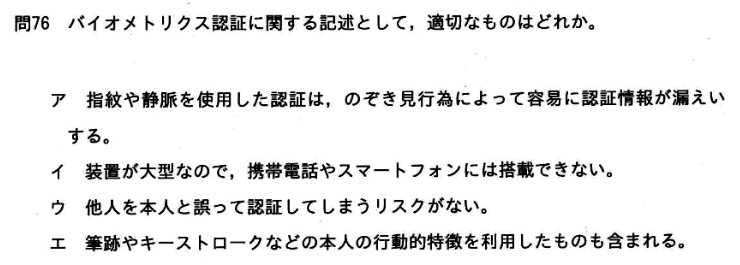 問76 バイオメトリクス認証に関する記述として，適切なものはどれか。
ア 指紋や静脈を使用した認証は，のぞき見行為によって容易に認証情報が漏えい
する。
イ 装置が大型なので，携帯電話やスマートフォンには搭載できない。
ウ 他人を本人と誤って認証してしまうリスクがない。
エ 筆跡やキーストロークなどの本人の行動的特徴を利用したものも含まれる。